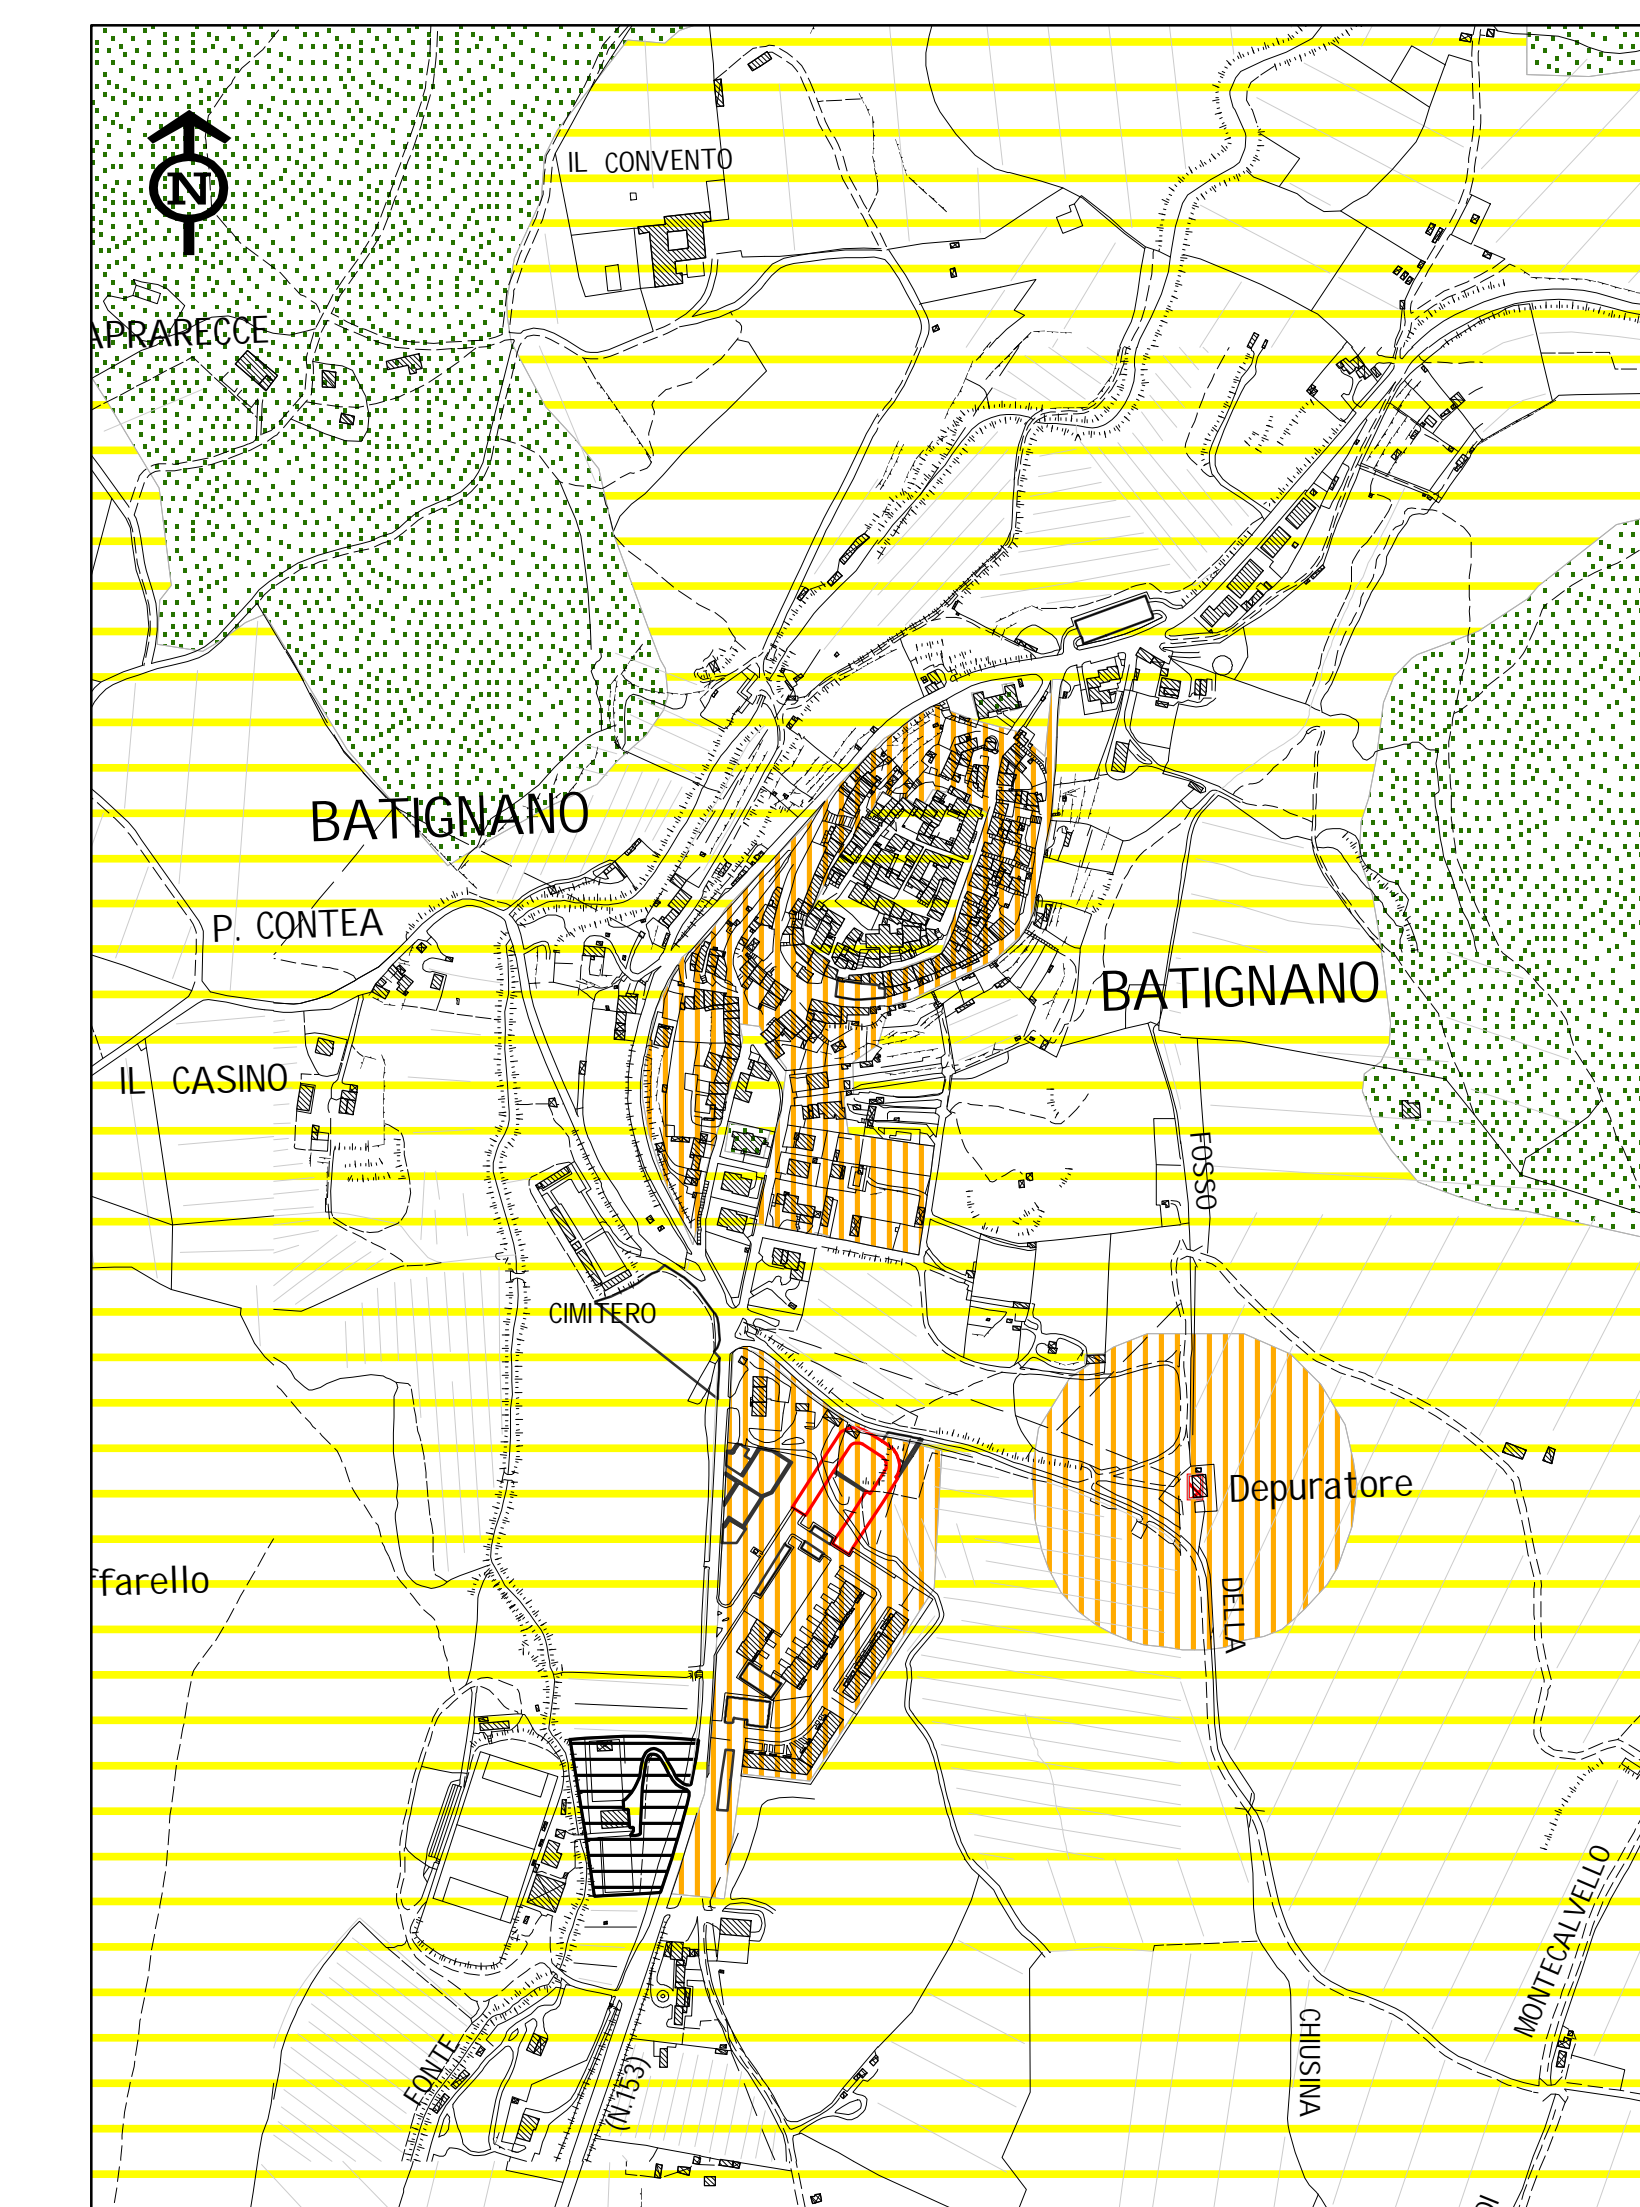 IL CONVENTO
N
APRARECCE
BATIGNANO
P. CONTEA
BATIGNANO
IL CASINO
FOSSO
CIMITERO
Depuratore
ffarello
DELLA
MONTECALVELLO
FONTE
(N.153)
CHIUSINA